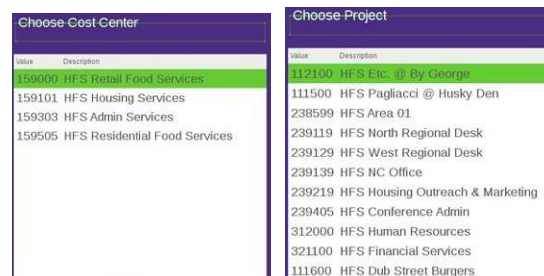 Choose Cost Center
Value Description
159000 HFS Retail Food Services
159101 HFS Housing Services
159303 HFS Admin Services
159505 HFS Residential Food Services
Choose Project
Value Description
112100 HFS Etc. @ By George
111500 HFS Pagliacci @ Husky Den
238599 HFS Area 01
239119 HFS North Regional Desk
239129 HFS West Regional Desk
239139 HFS NC Office
239219 HFS Housing Outreach & Marketing
239405 HFS Conference Admin
312000 HFS Human Resources
321100 HFS Financial Services
111600 HFS Dub Street Burgers